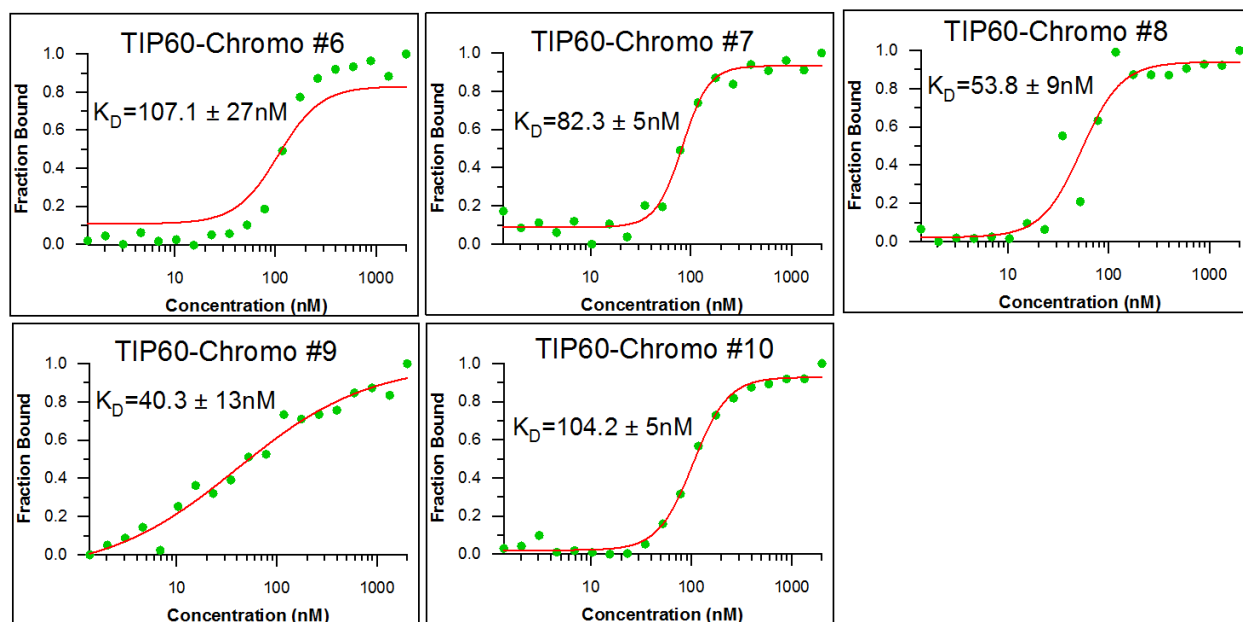 TIP60-Chromo #6
K_D=107.1 ± 27nM
Fraction Bound
1.0
0.8
0.6
0.4
0.2
0.0
10 100 1000
Concentration (nM)
TIP60-Chromo #7
K_D=82.3 ± 5nM
Fraction Bound
1.0
0.8
0.6
0.4
0.2
0.0
10 100 1000
Concentration (nM)
TIP60-Chromo #8
K_D=53.8 ± 9nM
Fraction Bound
1.0
0.8
0.6
0.4
0.2
0.0
10 100 1000
Concentration (nM)
TIP60-Chromo #9
K_D=40.3 ± 13nM
Fraction Bound
1.0
0.8
0.6
0.4
0.2
0.0
10 100 1000
Concentration (nM)
TIP60-Chromo #10
K_D=104.2 ± 5nM
Fraction Bound
1.0
0.8
0.6
0.4
0.2
0.0
10 100 1000
Concentration (nM)